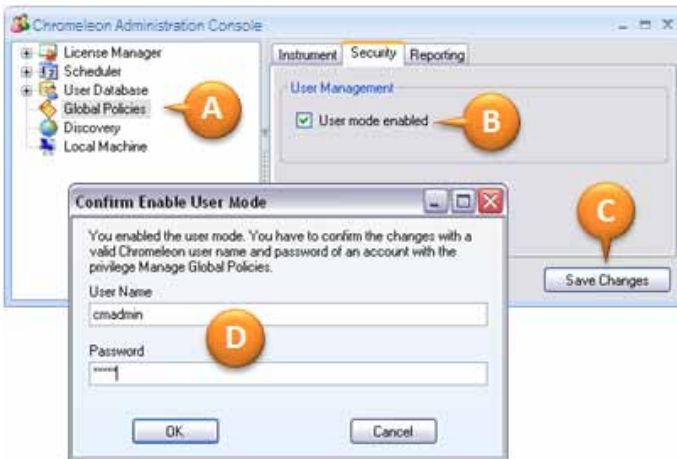 Chromeleon Administration Console
License Manager
Scheduler
User Database
Global Policies
Discovery
Local Machine
A
Instrument Security Reporting
User Management
User mode enabled
B
C
Save Changes
Confirm Enable User Mode
You enabled the user mode. You have to confirm the changes with a
valid Chromeleon user name and password of an account with the
privilege Manage Global Policies.
User Name
cmadmin
D
Password
*****
OK Cancel